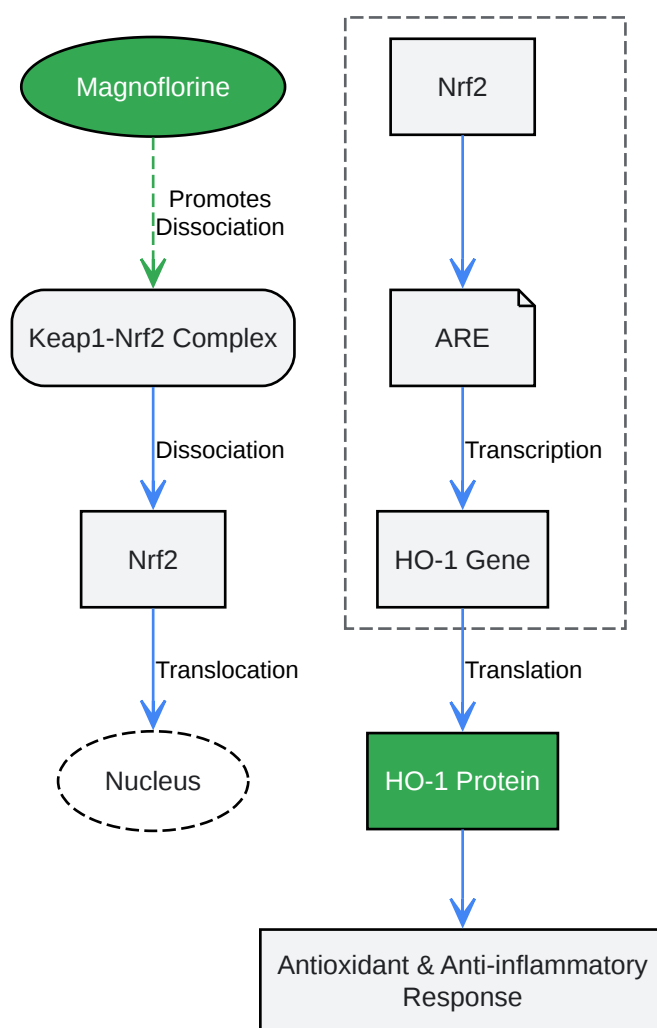 Magnoflorine
Promotes
Dissociation
Keap1-Nrf2 Complex
Dissociation
Nrf2
Translocation
Nucleus
Nrf2
ARE
Transcription
HO-1 Gene
Translation
HO-1 Protein
Antioxidant & Anti-inflammatory
Response